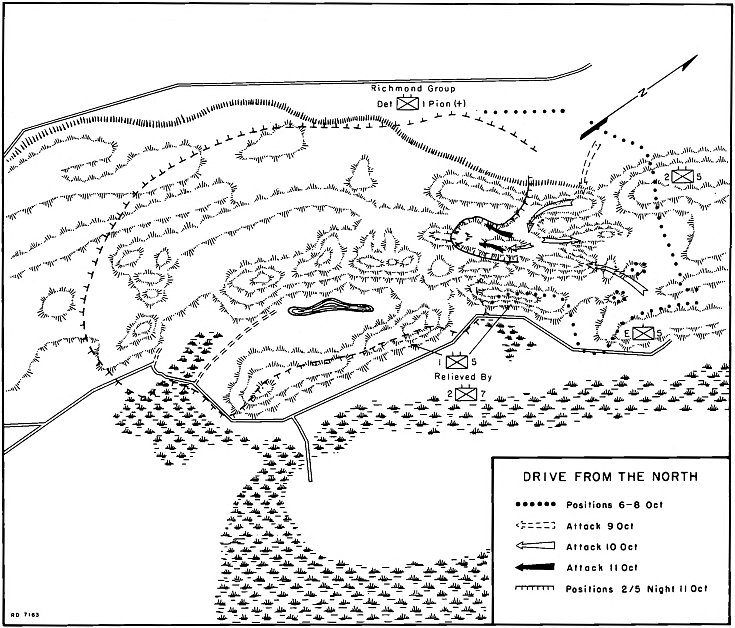 Richmond Group
Det 1 Pion (+)
N
2 5
E 5
1 5
Relieved By
2 7
DRIVE FROM THE NORTH
Positions 6-8 Oct
Attack 9 Oct
Attack 10 Oct
Attack 11 Oct
Positions 2/5 Night 11 Oct
RD 7163